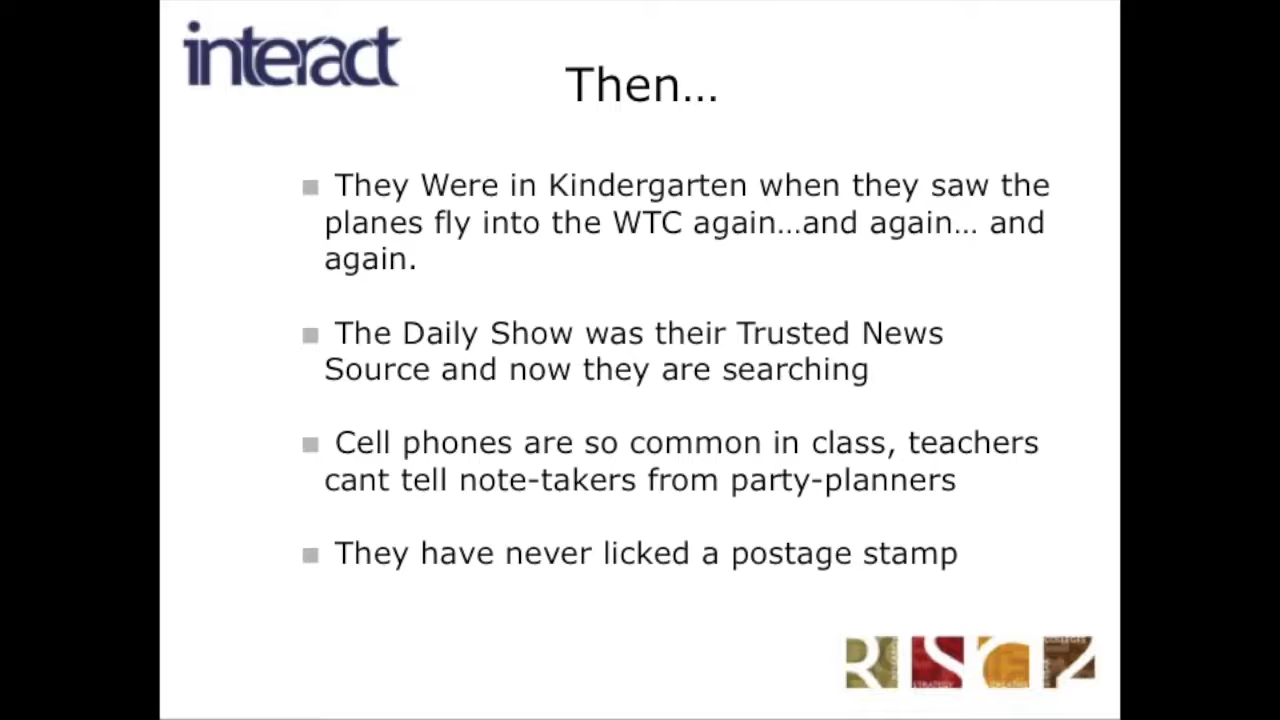 interact
Then…
They Were in Kindergarten when they saw the
planes fly into the WTC again…and again… and
again.
The Daily Show was their Trusted News
Source and now they are searching
Cell phones are so common in class, teachers
cant tell note-takers from party-planners
They have never licked a postage stamp
RISC2